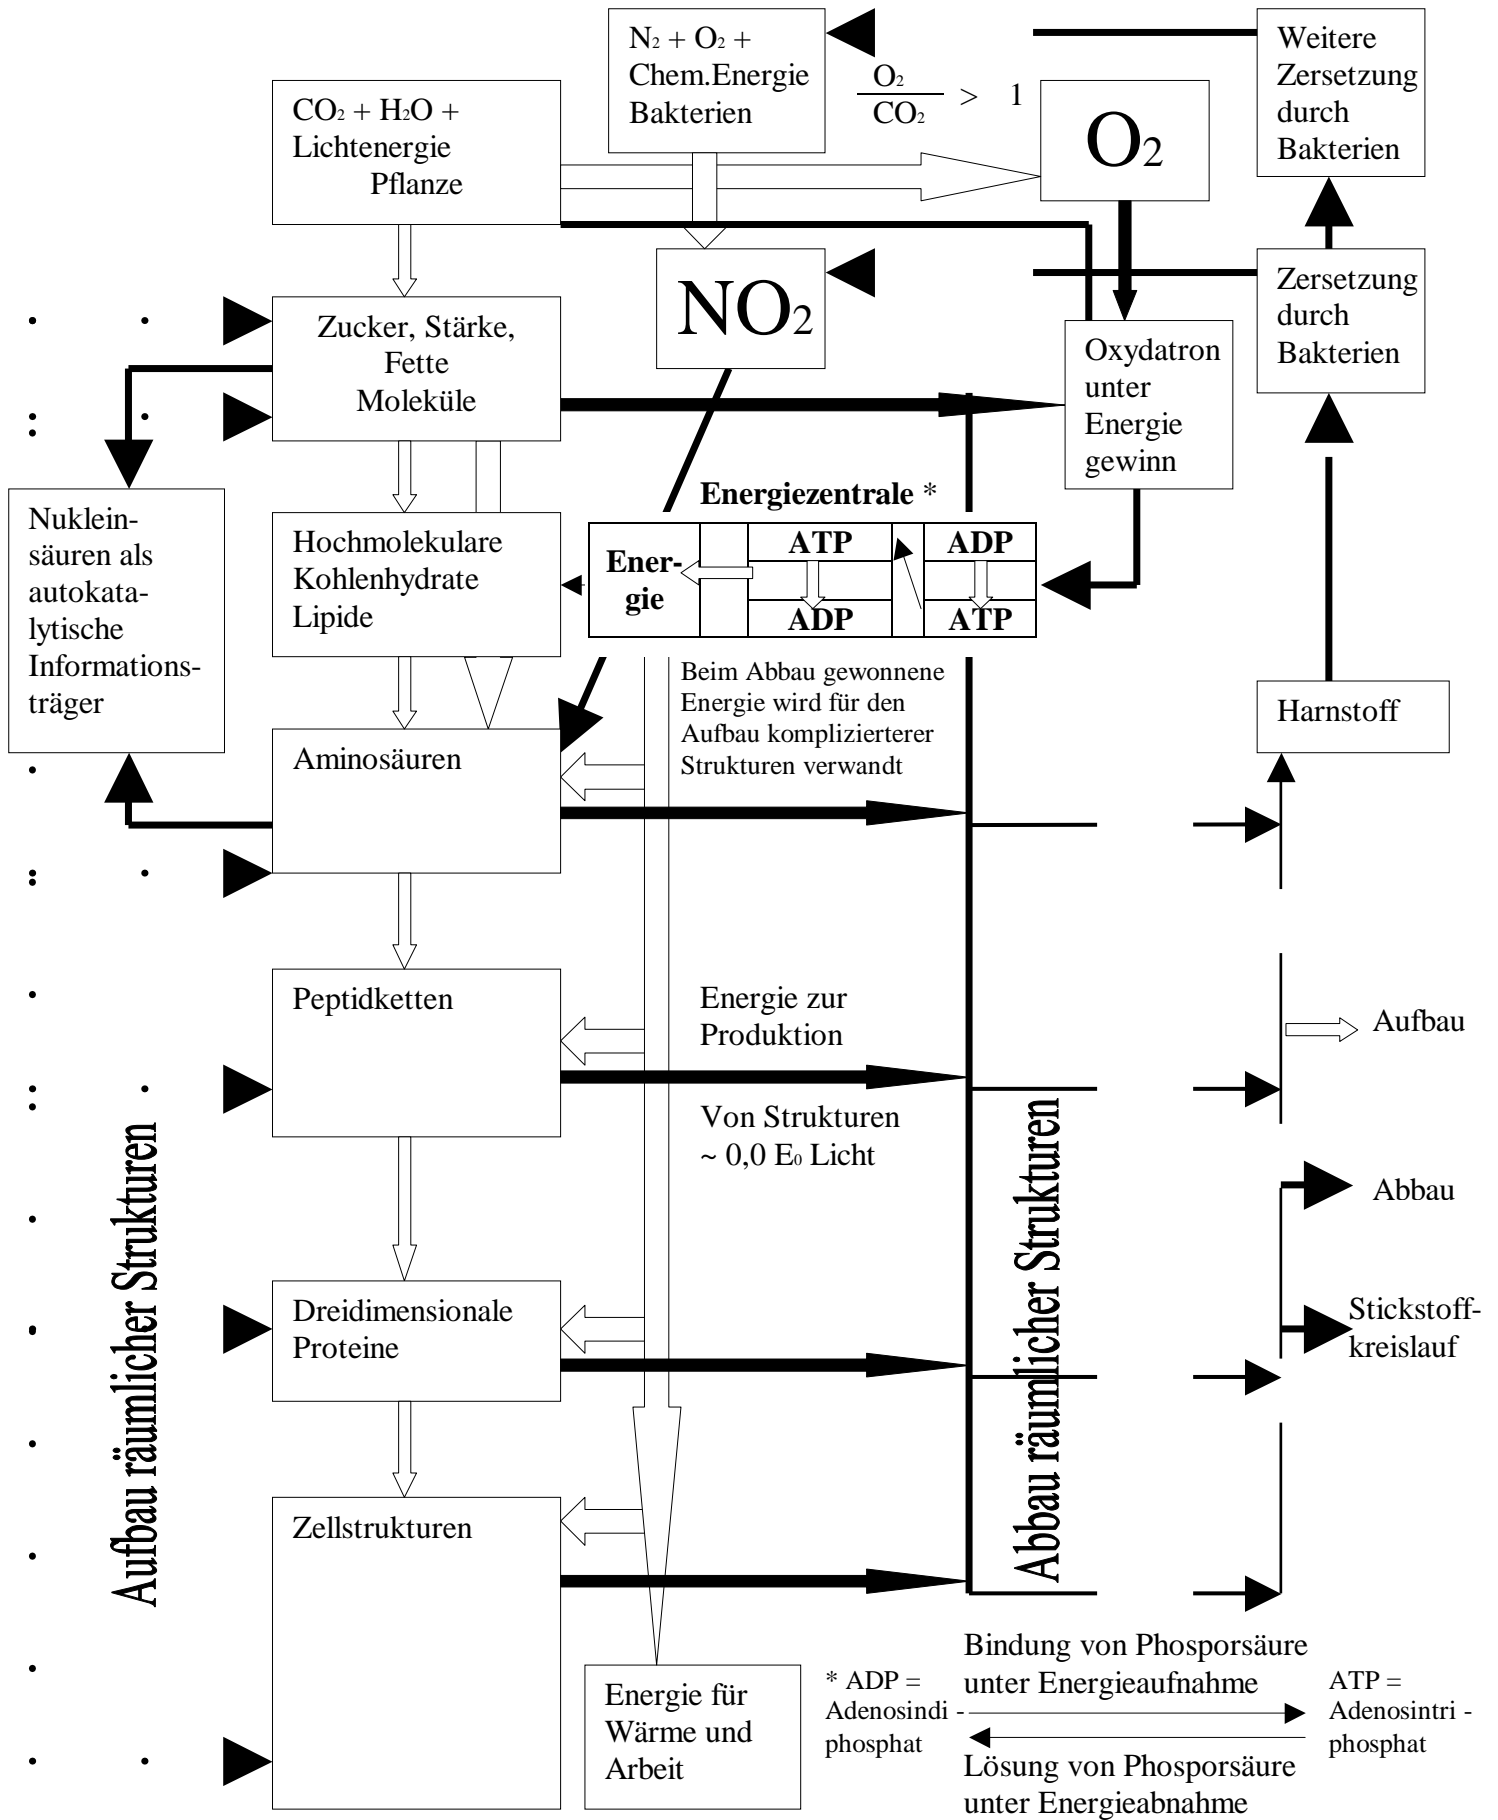 N₂ + O₂ +
Chem.Energie
Bakterien
O₂
CO₂
> 1
O₂
Weitere
Zersetzung
durch
Bakterien
CO₂ + H₂O +
Lichtenergie
Pflanze
NO₂
Zersetzung
durch
Bakterien
Zucker, Stärke,
Fette
Moleküle
Oxydatron
unter
Energie
gewinn
Nuklein-
säuren als
autokata-
lytische
Informations-
träger
Hochmolekulare
Kohlenhydrate
Lipide
Energiezentrale *
Ener-
gie
ATP
ADP
ADP
ATP
Beim Abbau gewonnene
Energie wird für den
Aufbau komplizierterer
Strukturen verwandt
Harnstoff
Aminosäuren
Peptidketten
Energie zur
Produktion
Von Strukturen
~ 0,0 E₀ Licht
Aufbau
Abbau
Stickstoff-
kreislauf
Aufbau räumlicher Strukturen
Abbau räumlicher Strukturen
Dreidimensionale
Proteine
Zellstrukturen
Energie für
Wärme und
Arbeit
* ADP =
Adenosindi -
phosphat
Bindung von Phosporsäure
unter Energieaufnahme
Lösung von Phosporsäure
unter Energieabnahme
ATP =
Adenosintri -
phosphat